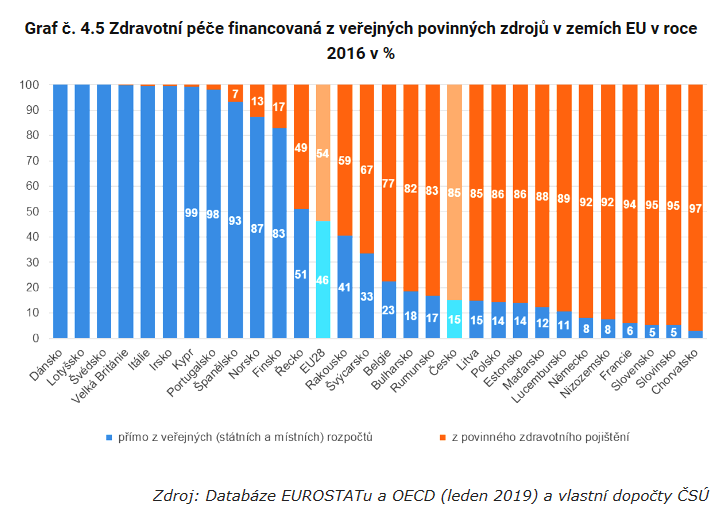 Graf č. 4.5 Zdravotní péče financovaná z veřejných povinných zdrojů v zemích EU v roce
2016 v %
100
90
80
70
60
50
40
30
20
10
0
7 13 17 49 54 59 67 77 82 83 85 85 86 86 88 89 92 92 94 95 95 97
99 98 93 87 83 51 46 41 33 23 18 17 15 15 14 14 12 11 8 8 6 5 5
Dánsko
Lotyšsko
Švédsko
Velká Británie
Itálie
Irsko
Kypr
Portugalsko
Španělsko
Norsko
Finsko
Řecko
EU28
Rakousko
Švýcarsko
Belgie
Bulharsko
Rumunsko
Česko
Litva
Polsko
Estonsko
Maďarsko
Lucembursko
Německo
Nizozemsko
Francie
Slovensko
Slovinsko
Chorvatsko
přímo z veřejných (státních a místních) rozpočtů
z povinného zdravotního pojištění
Zdroj: Databáze EUROSTATu a OECD (leden 2019) a vlastní dopočty ČSÚ